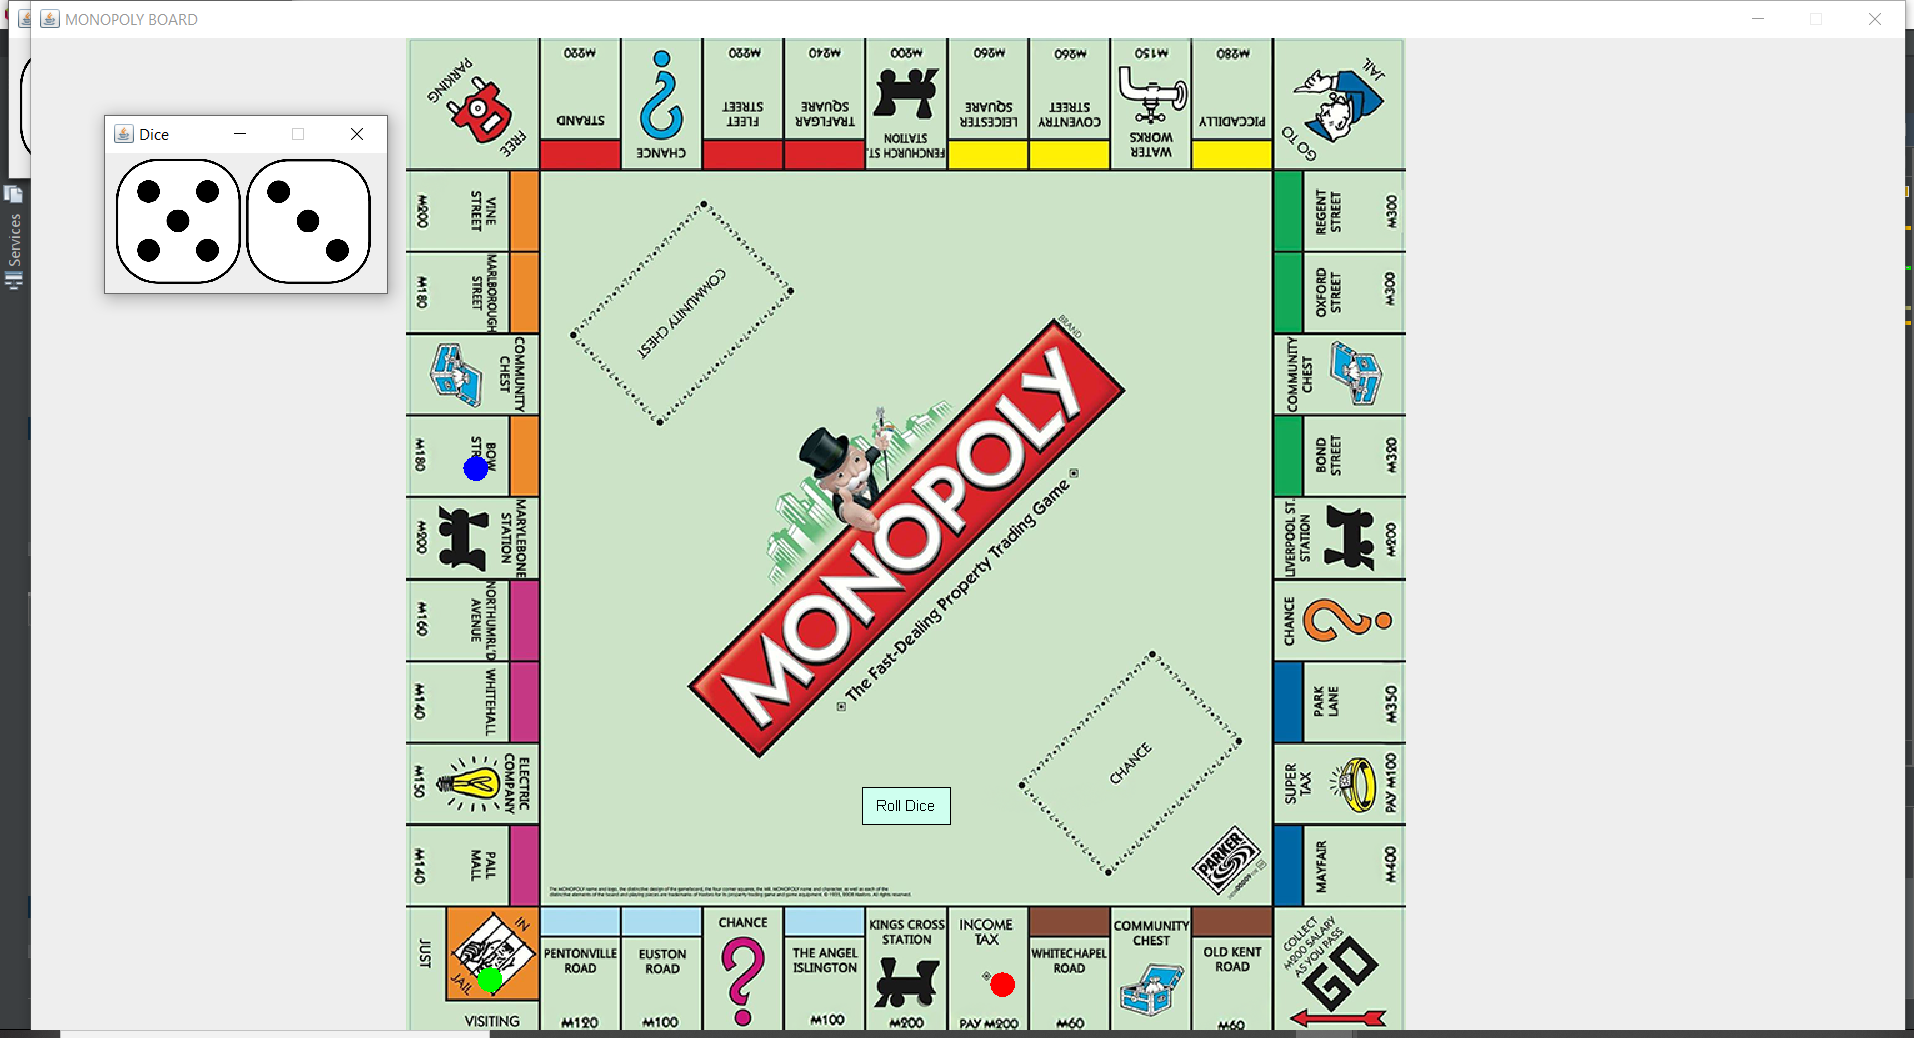 MONOPOLY BOARD
Dice
Services
FREE
PARKING
STRAND
M220
CHANCE
FLEET
STREET
M220
TRAFLGAR
SQUARE
M240
FENCHURCH ST.
STATION
M200
LEICESTER
SQUARE
M260
COVENTRY
STREET
M260
WATER
WORKS
M150
PICCADILLY
M280
GO TO
JAIL
VINE
STREET
M200
MARLBOROUGH
STREET
M180
COMMUNITY
CHEST
BOW
M180
MARYLEBONE
STATION
M200
NORTHUMRL'D
AVENUE
M160
WHITEHALL
M140
ELECTRIC
COMPANY
M150
PALL
MALL
M140
REGENT
STREET
M300
OXFORD
STREET
M300
COMMUNITY
CHEST
BOND
STREET
M320
LIVERPOOL ST.
STATION
M200
CHANCE
PARK
LANE
M350
SUPER
TAX
PAY M100
MAYFAIR
M400
COMMUNITY CHEST
BRAND
MONOPOLY
The Fast-Dealing Property Trading Game
CHANCE
Roll Dice
PARKER
JUST
VISITING
IN
JAIL
PENTONVILLE
ROAD
M120
EUSTON
ROAD
M100
CHANCE
?
THE ANGEL
ISLINGTON
M100
KINGS CROSS
STATION
M200
INCOME
TAX
PAY M200
WHITECHAPEL
ROAD
M60
COMMUNITY
CHEST
OLD KENT
ROAD
M60
COLLECT
M200 SALARY
AS YOU PASS
GO